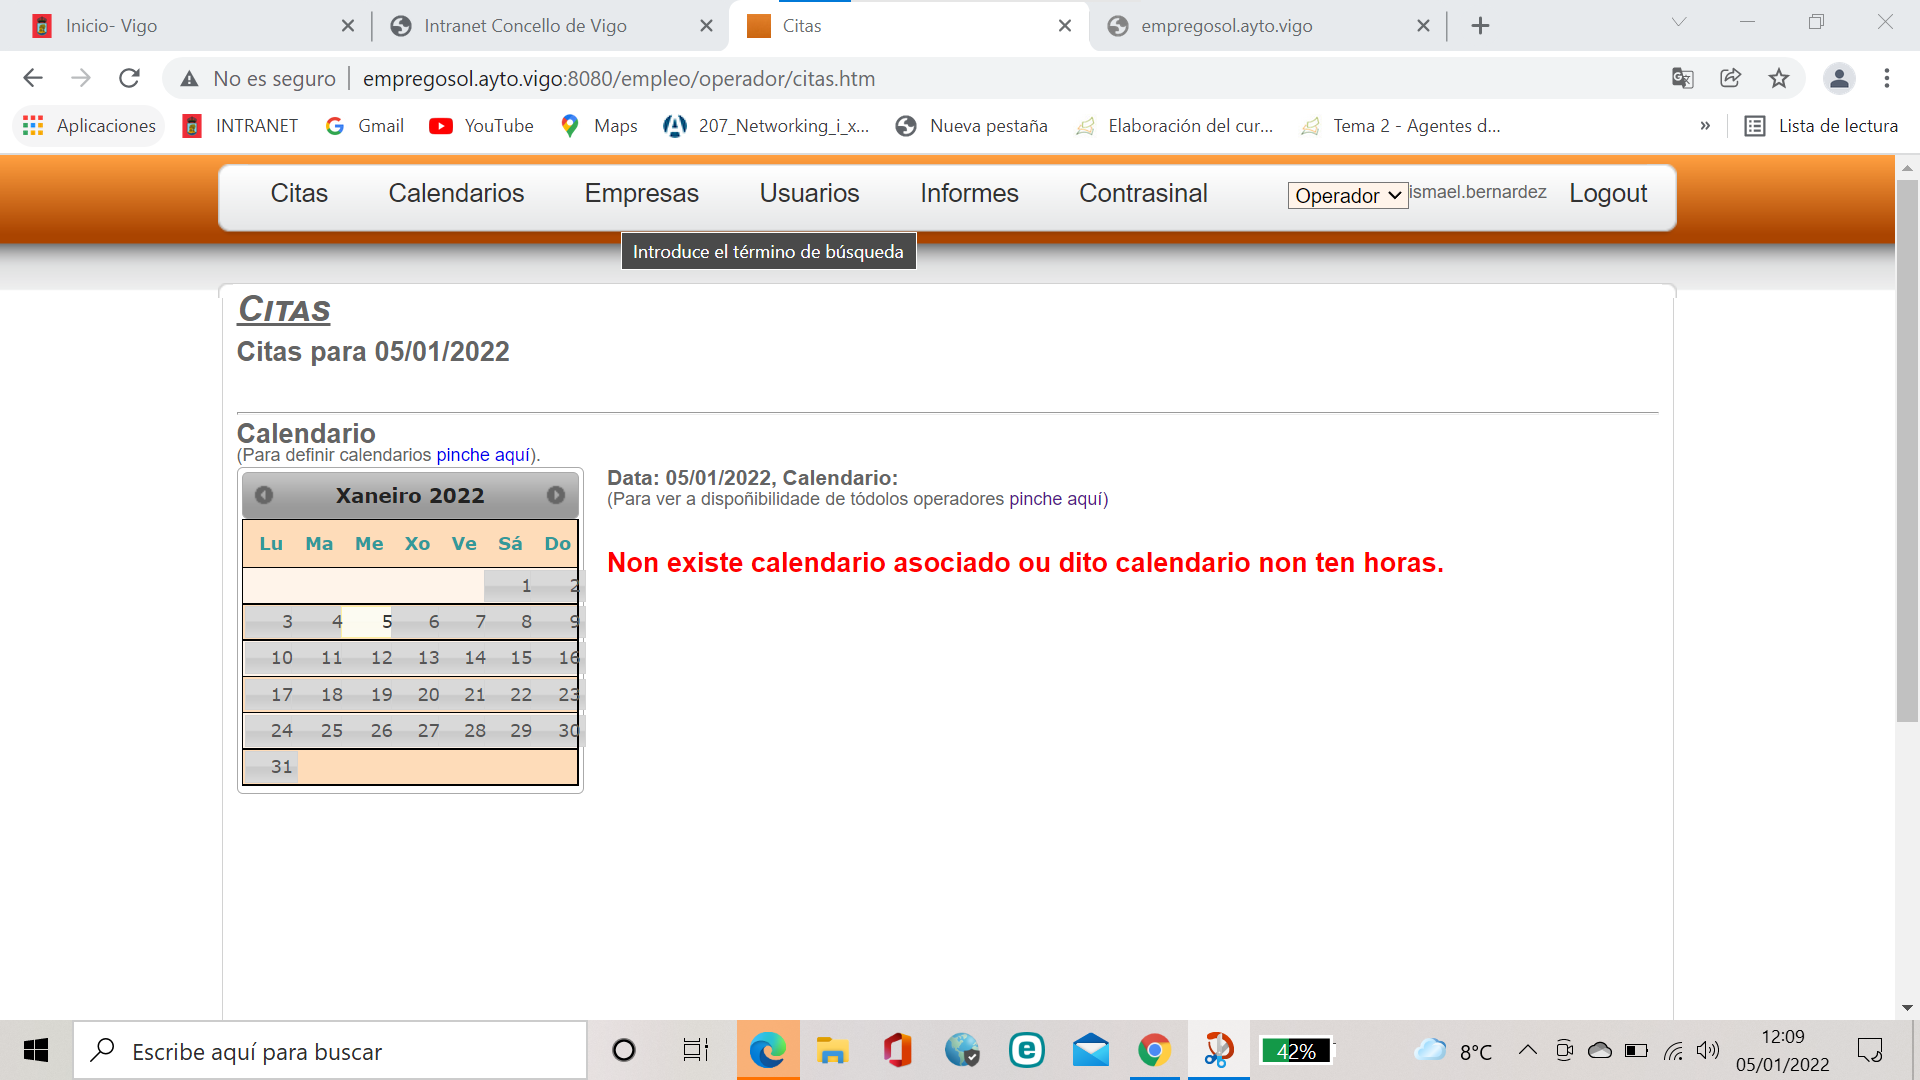 Inicio- Vigo
Intranet Concello de Vigo
Citas
empregosol.ayto.vigo
No es seguro
empregosol.ayto.vigo:8080/empleo/operador/citas.htm
Aplicaciones
INTRANET
Gmail
YouTube
Maps
207_Networking_i_x...
Nueva pestaña
Elaboración del cur...
Tema 2 - Agentes d...
»
Lista de lectura
Citas
Calendarios
Empresas
Usuarios
Informes
Contrasinal
Operador
ismael.bernardez
Logout
Introduce el término de búsqueda
CITAS
Citas para 05/01/2022
Calendario
(Para definir calendarios pinche aquí).
Xaneiro 2022
Lu Ma Me Xo Ve Sá Do
1 2
3 4 5 6 7 8 9
10 11 12 13 14 15 16
17 18 19 20 21 22 23
24 25 26 27 28 29 30
31
Data: 05/01/2022, Calendario:
(Para ver a dispoñibilidade de tódolos operadores pinche aquí)
Non existe calendario asociado ou dito calendario non ten horas.
Escribe aquí para buscar
42%
8°C
12:09
05/01/2022